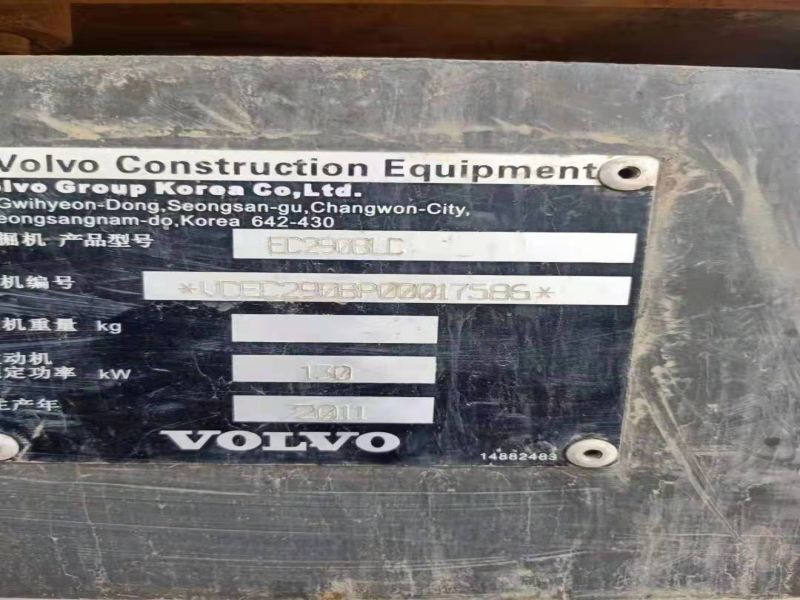 Volvo Construction Equipment
olvo Group Korea Co,Ltd.
Gwihyeon-Dong,Seongsan-gu,Changwon-City,
eongsangnam-do,Korea 642-430
掘机 产品型号 EC290BLC
机编号 *VCEC290BP00017586*
机重量 kg
动机
定功率 kW 130
生产年 2011
VOLVO
14882483